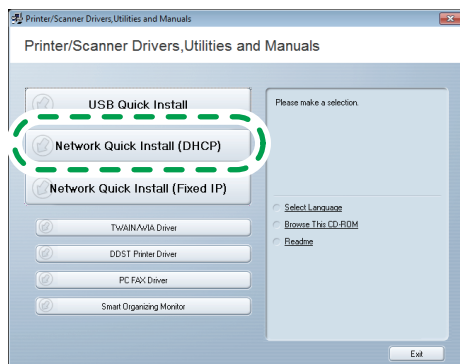 Printer/Scanner Drivers,Utilities and Manuals
Printer/Scanner Drivers,Utilities and Manuals
USB Quick Install
Network Quick Install (DHCP)
Network Quick Install (Fixed IP)
TWAIN/WIA Driver
DDST Printer Driver
PC FAX Driver
Smart Organizing Monitor
Please make a selection.
Select Language
Browse This CD-ROM
Readme
Exit